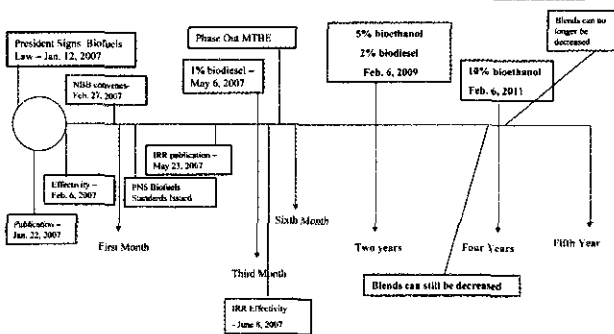 President Signs Biofuels
Law – Jan. 12, 2007
Phase Out MTBE
5% bioethanol
2% biodiesel
Feb. 6, 2009
Blends can no
longer be
decreased
NBB convenes-
Feb. 27, 2007
1% biodiesel –
May 6, 2007
10% bioethanol
Feb. 6, 2011
IRR publication –
May 23, 2007
Effectivity –
Feb. 6, 2007
PNS Biofuels
Standards Issued
Publication –
Jan. 22, 2007
First Month
Third Month
Sixth Month
Two years
Four Years
Fifth Year
Blends can still be decreased
IRR Effectivity
- June 8, 2007